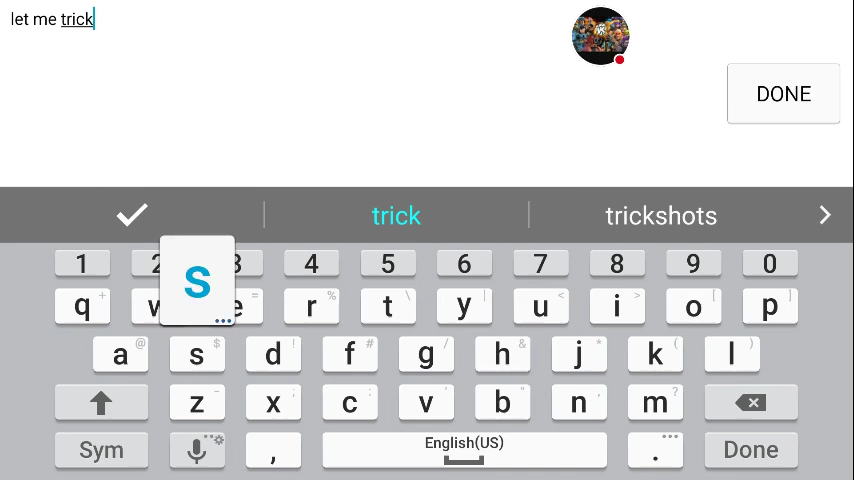 let me trick
DONE
trick trickshots
1 2 3 4 5 6 7 8 9 0
S
q + w e = r % t \ y | u < i > o [ p ]
a @ s $ d ! f # g / h & j * k ( l )
z - x ; c : v ' b " n , m ?
Sym , English(US) . Done